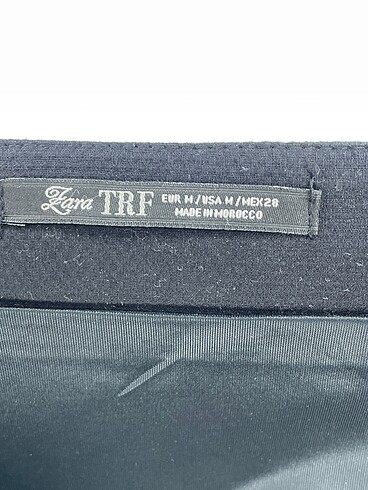 Zara TRF
EUR M / USA M / MEX 28
MADE IN MOROCCO